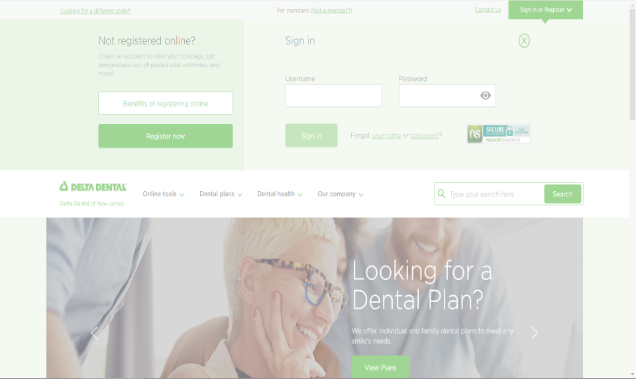 Looking for a different state?
For members (Not a member?)
Contact us
Sign in or Register
Not registered online?
Create an account to view your coverage, get
personalized out-of-pocket cost estimates, and
more!
Benefits of registering online
Register now
Sign in
Username
Password
Sign in
Forgot username or password?
NS
SECURE
DELTA DENTAL
Delta Dental of New Jersey
Online tools
Dental plans
Dental health
Our company
Type your search here
Search
Looking for a
Dental Plan?
We offer individual and family dental plans to meet any
smile's needs.
View Plans